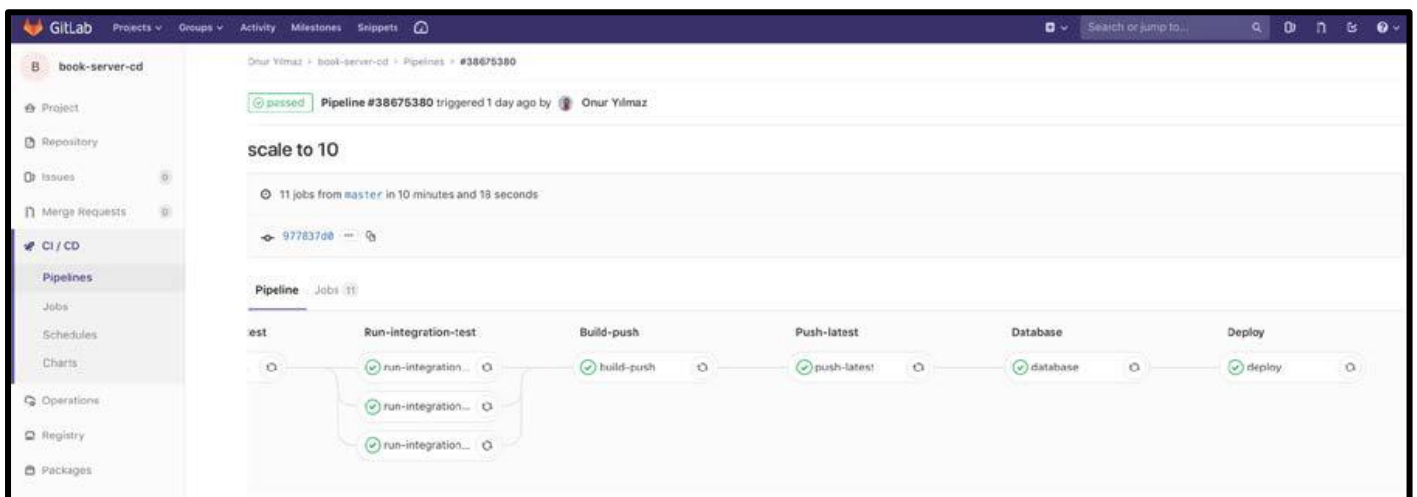 GitLab Projects Groups Activity Milestones Snippets Search or jump to...
B book-server-cd
Onur Yılmaz > book-server-cd > Pipelines > #38675380
Project
passed Pipeline #38675380 triggered 1 day ago by Onur Yılmaz
Repository
scale to 10
Issues 0
11 jobs from master in 10 minutes and 18 seconds
Merge Requests 0
CI / CD
977837d0 ...
Pipelines
Pipeline Jobs 11
Jobs
Schedules
est Run-integration-test Build-push Push-latest Database Deploy
Charts
run-integration... build-push push-latest database deploy
Operations
run-integration...
Registry
run-integration...
Packages